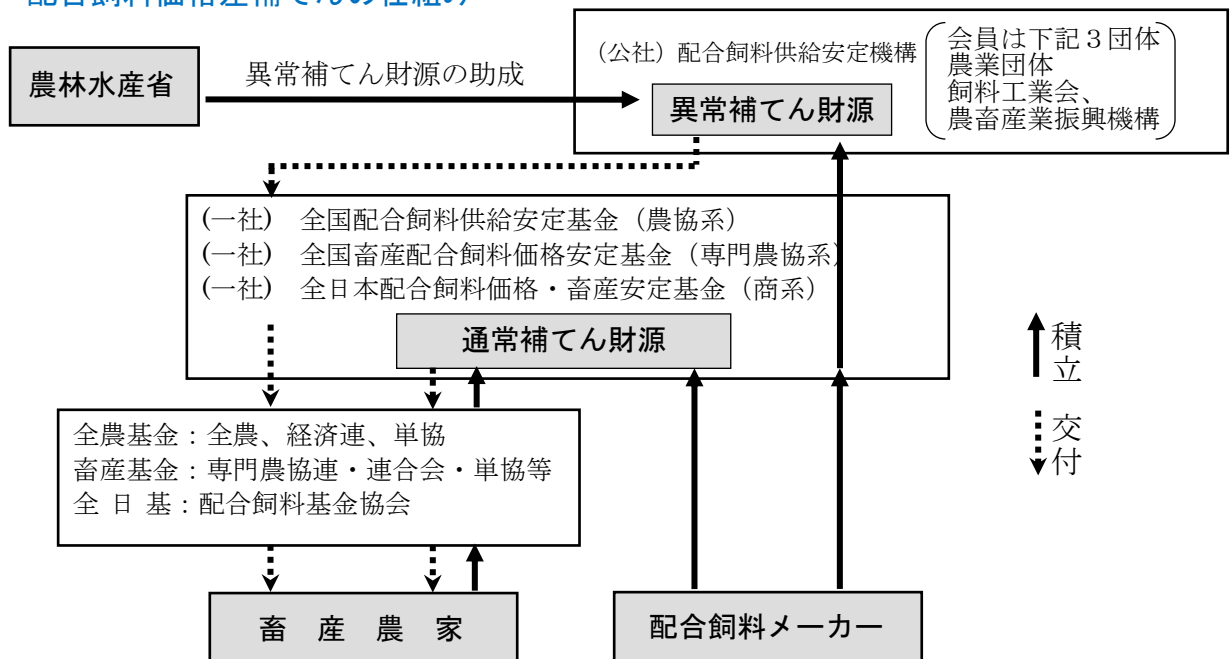 配合飼料価格差補てんの仕組み
農林水産省
異常補てん財源の助成
（公社）配合飼料供給安定機構
会員は下記３団体
農業団体
飼料工業会、
農畜産業振興機構
異常補てん財源
(一社)　全国配合飼料供給安定基金（農協系）
(一社)　全国畜産配合飼料価格安定基金（専門農協系）
(一社)　全日本配合飼料価格・畜産安定基金（商系）
通常補てん財源
積立
交付
全農基金：全農、経済連、単協
畜産基金：専門農協連・連合会・単協等
全 日 基：配合飼料基金協会
畜　産　農　家
配合飼料メーカー